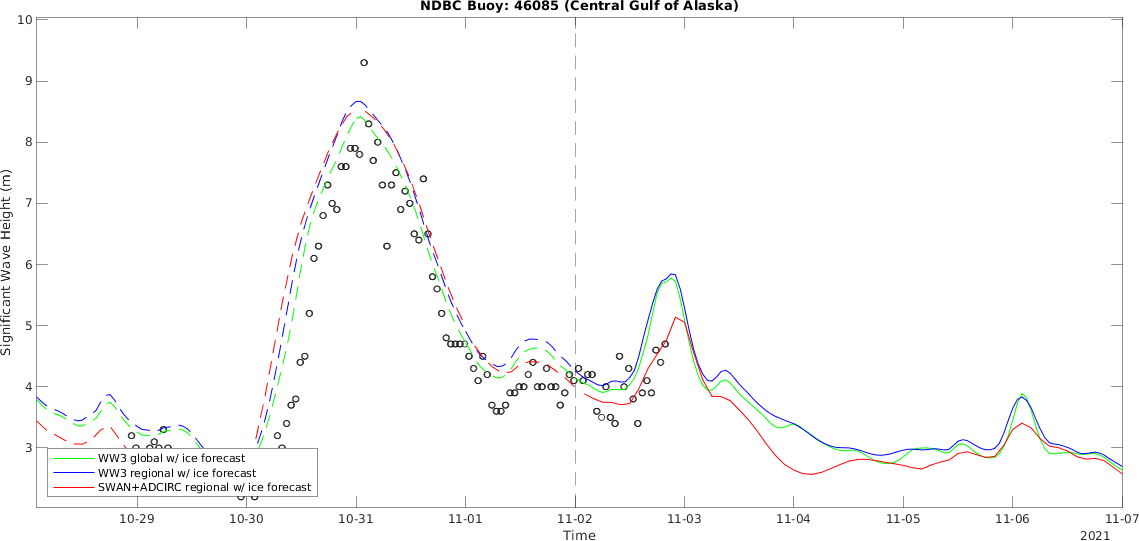 NDBC Buoy: 46085 (Central Gulf of Alaska)
10
9
8
7
6
5
4
3
Significant Wave Height (m)
WW3 global w/ ice forecast
WW3 regional w/ ice forecast
SWAN+ADCIRC regional w/ ice forecast
10-29 10-30 10-31 11-01 11-02 11-03 11-04 11-05 11-06 11-07
Time
2021